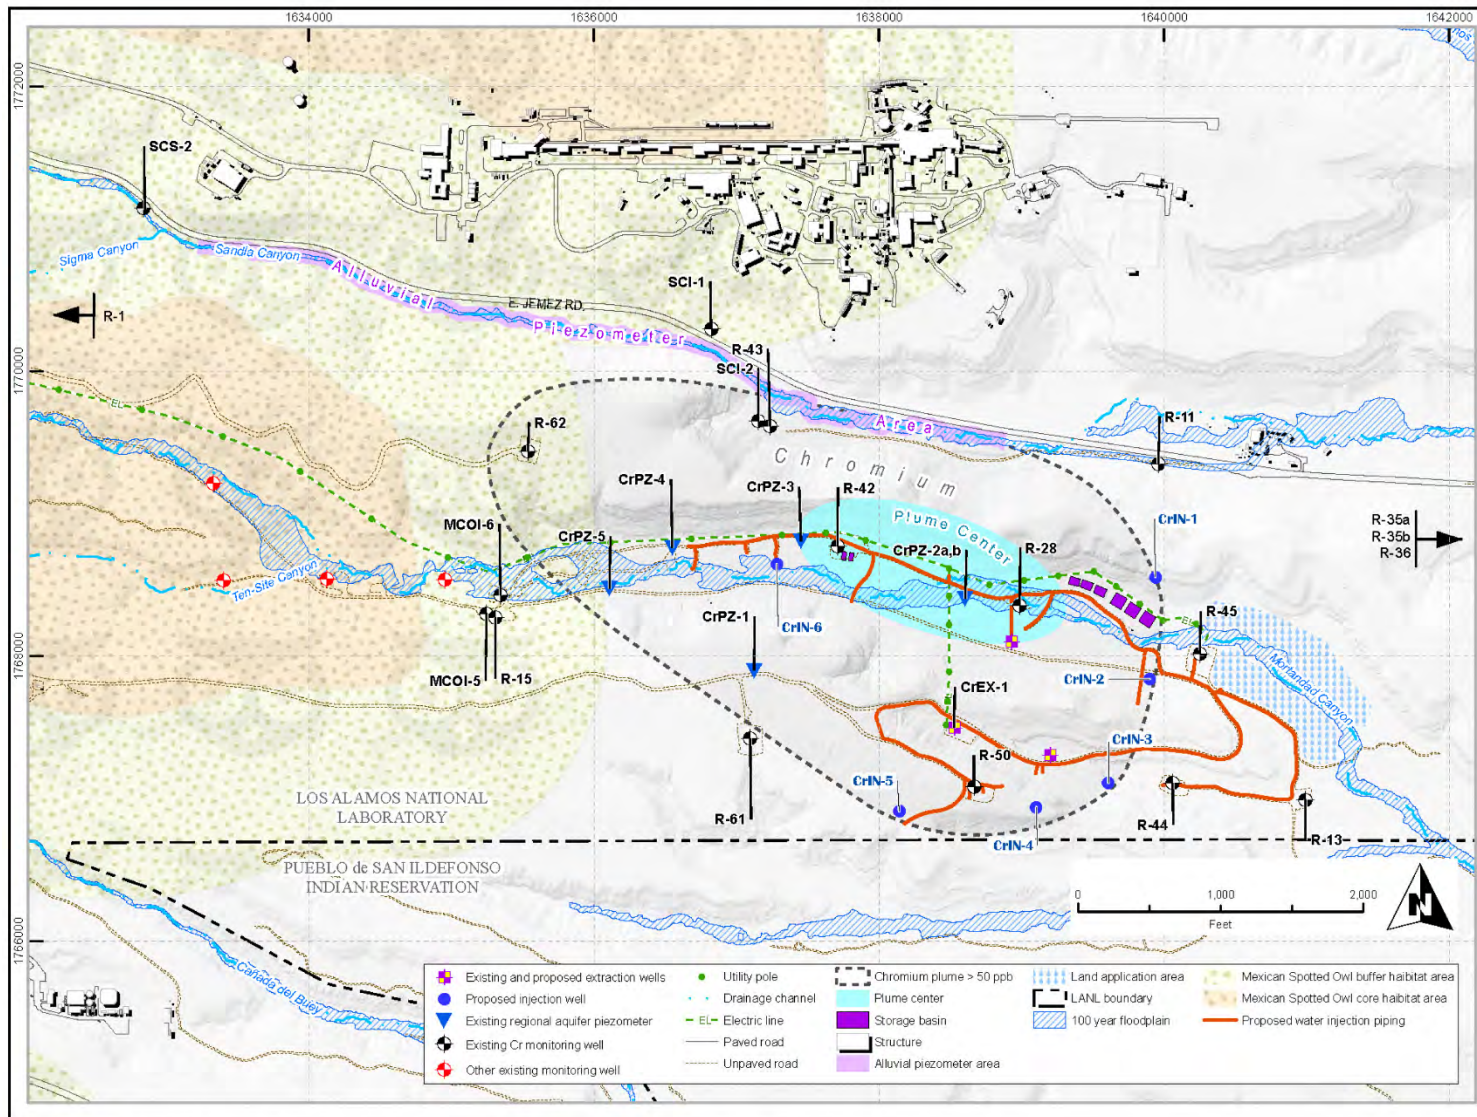 1634000
1636000
1638000
1640000
1642000
1772000
1770000
1768000
1766000
SCS-2
Sigma Canyon
Sandia Canyon
Alluvial
Piezometer
Area
E. JEMEZ RD.
SCI-1
R-1
R-43
SCI-2
R-62
R-11
EL
Chromium
CrPZ-4
CrPZ-3
R-42
Plume Center
CrIN-1
R-35a
R-35b
R-36
MCOI-6
CrPZ-5
CrPZ-2a,b
R-28
Ten-Site Canyon
EL
CrPZ-1
CrIN-6
R-45
MCOI-5
R-15
CrEX-1
CrIN-2
Mortandad Canyon
CrIN-3
R-50
CrIN-5
LOS ALAMOS NATIONAL
LABORATORY
R-61
CrIN-4
R-44
R-13
PUEBLO de SAN ILDEFONSO
INDIAN RESERVATION
0
1,000
2,000
Feet
N
Cañada del Buey
Existing and proposed extraction wells
Proposed injection well
Existing regional aquifer piezometer
Existing Cr monitoring well
Other existing monitoring well
Utility pole
Drainage channel
EL
Electric line
Paved road
Unpaved road
Chromium plume > 50 ppb
Plume center
Storage basin
Structure
Alluvial piezometer area
Land application area
LANL boundary
100 year floodplain
Mexican Spotted Owl buffer haibitat area
Mexican Spotted Owl core haibitat area
Proposed water injection piping